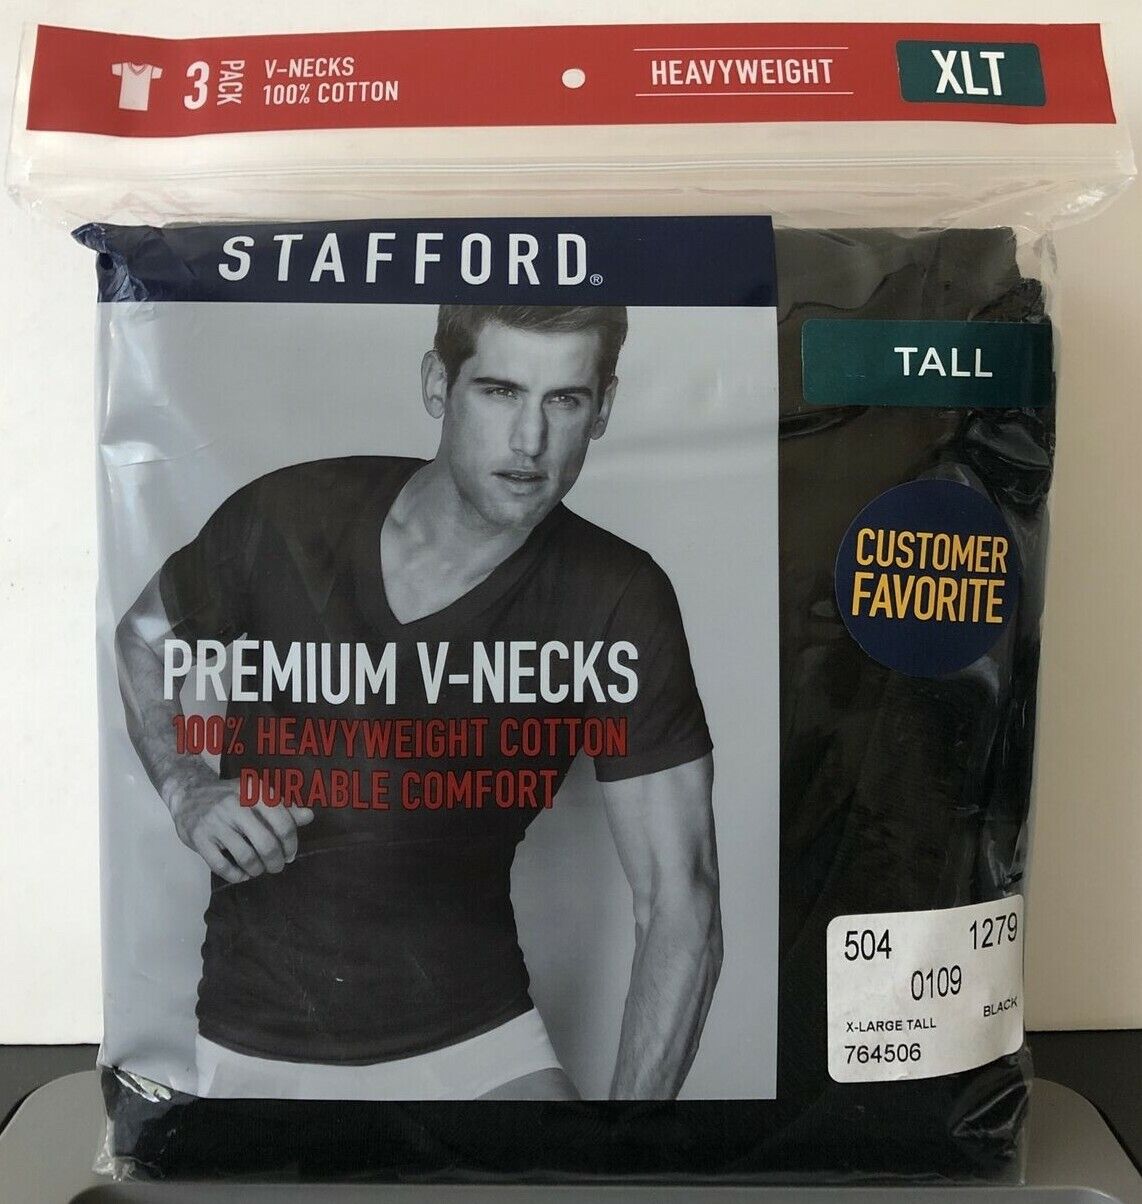 3 PACK
V-NECKS
100% COTTON
HEAVYWEIGHT
XLT
STAFFORD®
TALL
CUSTOMER
FAVORITE
PREMIUM V-NECKS
100% HEAVYWEIGHT COTTON
DURABLE COMFORT
504 1279
0109
X-LARGE TALL BLACK
764506